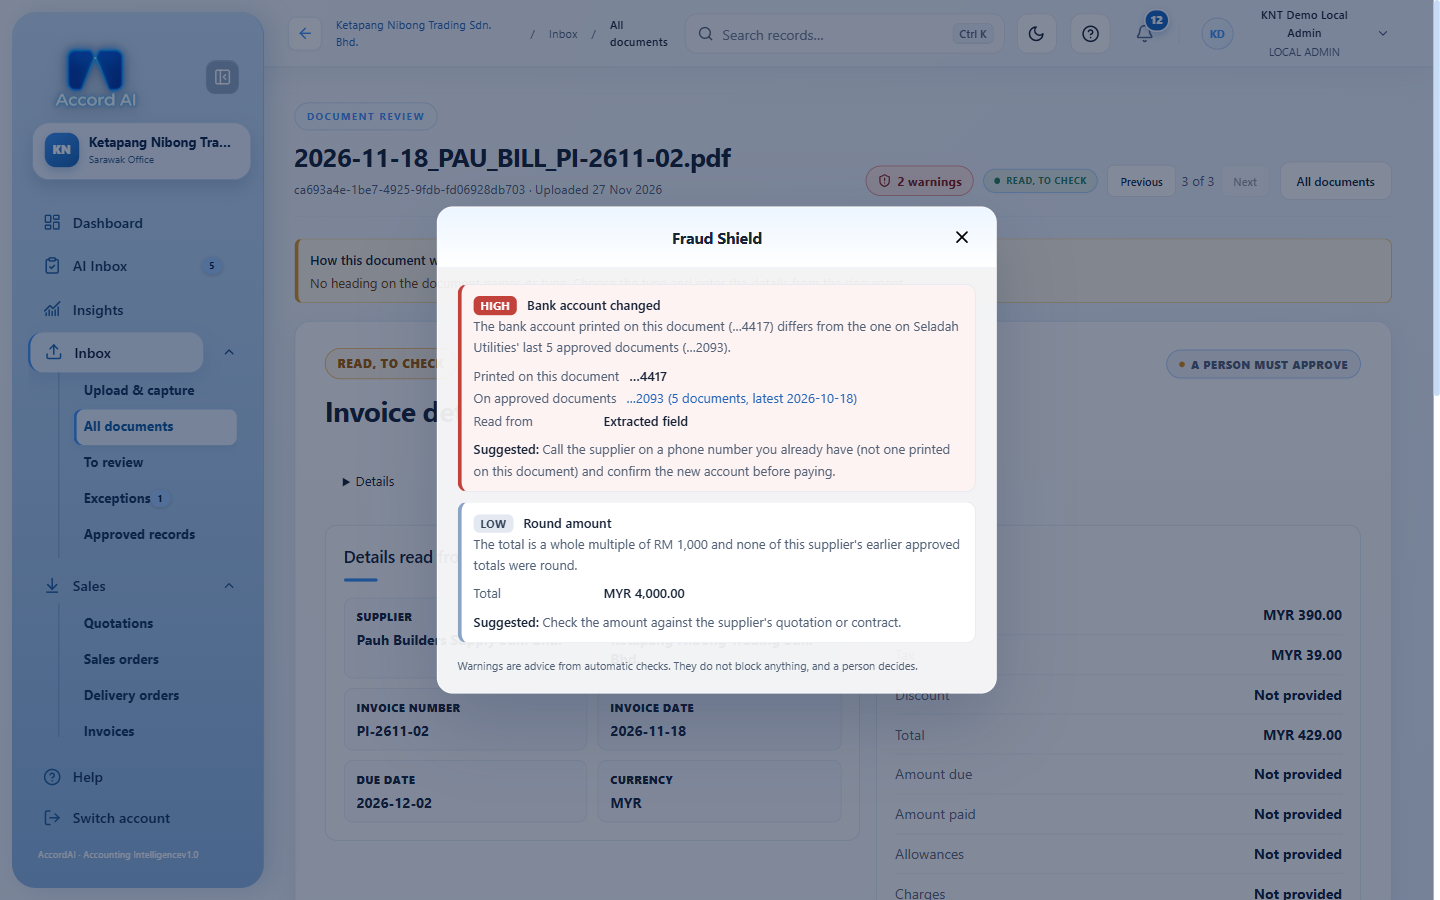 Accord AI
KN
Ketapang Nibong Tra...
Sarawak Office
Dashboard
AI Inbox
5
Insights
Inbox
Upload & capture
All documents
To review
Exceptions 1
Approved records
Sales
Quotations
Sales orders
Delivery orders
Invoices
Help
Switch account
AccordAI · Accounting Intelligencev1.0
Ketapang Nibong Trading Sdn. Bhd.
/
Inbox
/
All documents
Search records...
Ctrl K
12
KD
KNT Demo Local Admin
LOCAL ADMIN
DOCUMENT REVIEW
2026-11-18_PAU_BILL_PI-2611-02.pdf
ca693a4e-1be7-4925-9fdb-fd06928db703 · Uploaded 27 Nov 2026
2 warnings
READ, TO CHECK
Previous
3 of 3
Next
All documents
How this document w
No heading on the docu
READ, TO CHECK
A PERSON MUST APPROVE
Invoice de
Details
Details read from
SUPPLIER
Pauh Builders Supply
INVOICE NUMBER
PI-2611-02
INVOICE DATE
2026-11-18
DUE DATE
2026-12-02
CURRENCY
MYR
MYR 390.00
MYR 39.00
Discount
Not provided
Total
MYR 429.00
Amount due
Not provided
Amount paid
Not provided
Allowances
Not provided
Charges
Not provided
Fraud Shield
HIGH
Bank account changed
The bank account printed on this document (...4417) differs from the one on Seladah
Utilities' last 5 approved documents (...2093).
Printed on this document ...4417
On approved documents ...2093 (5 documents, latest 2026-10-18)
Read from Extracted field
Suggested: Call the supplier on a phone number you already have (not one printed
on this document) and confirm the new account before paying.
LOW
Round amount
The total is a whole multiple of RM 1,000 and none of this supplier's earlier approved
totals were round.
Total MYR 4,000.00
Suggested: Check the amount against the supplier's quotation or contract.
Warnings are advice from automatic checks. They do not block anything, and a person decides.